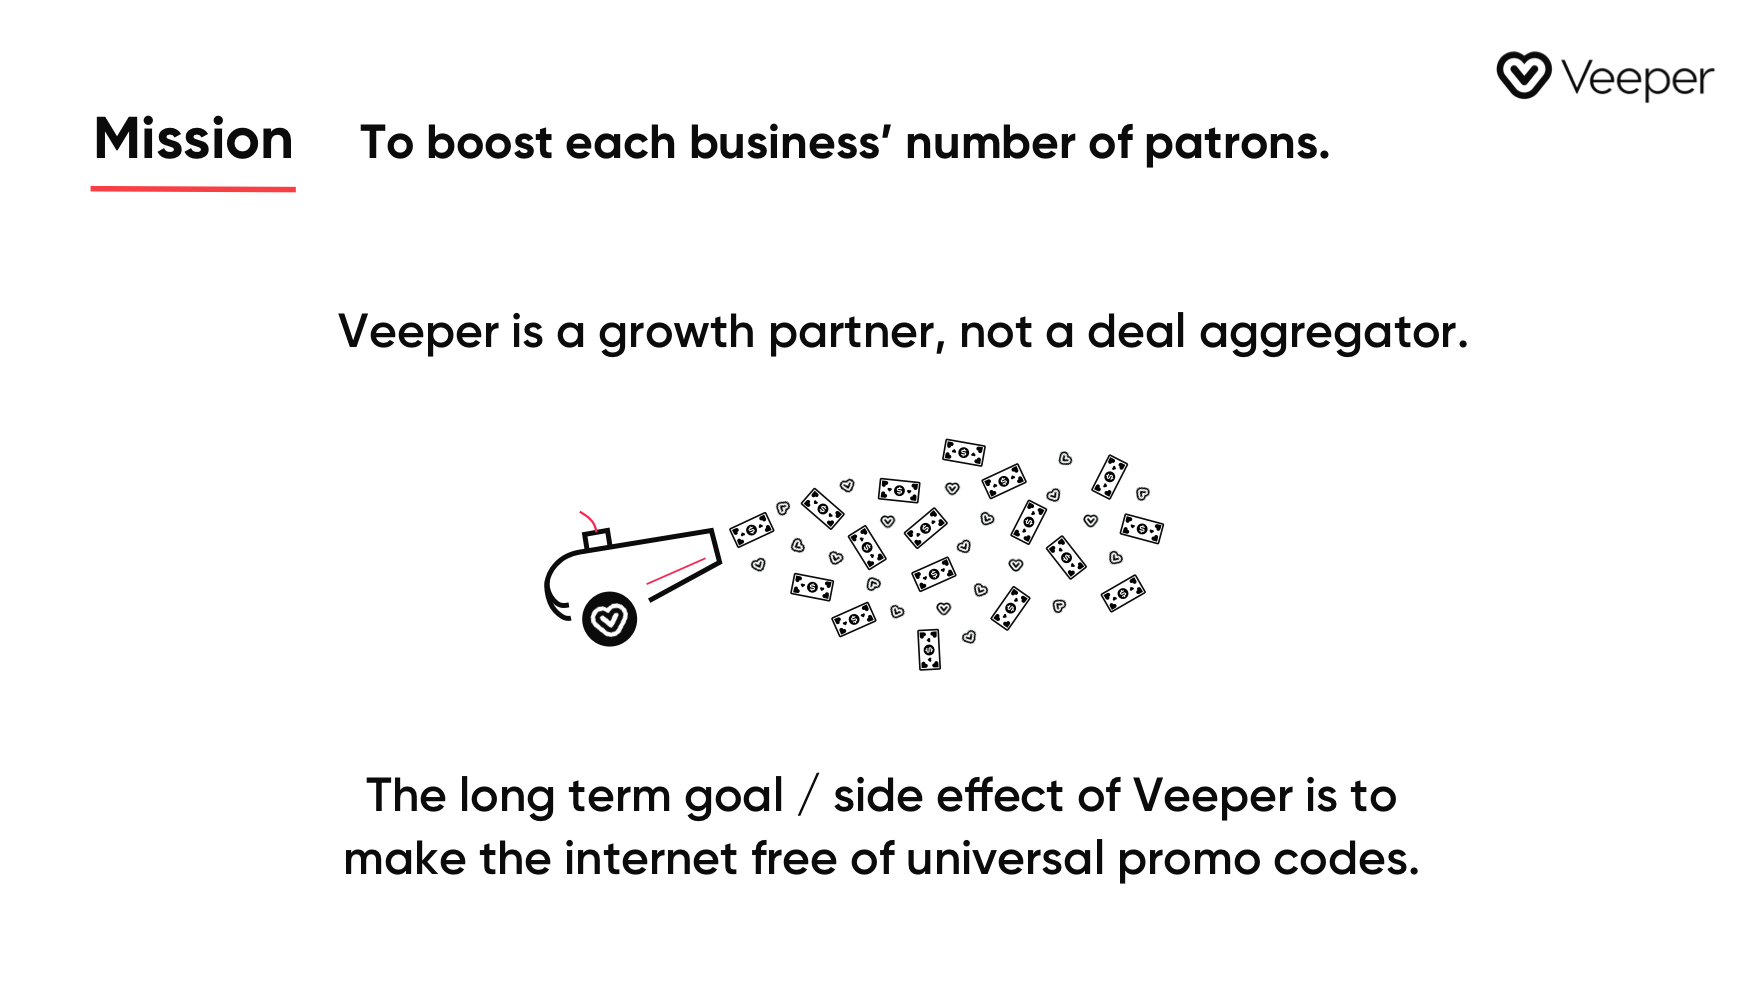 Veeper
Mission
To boost each business’ number of patrons.
Veeper is a growth partner, not a deal aggregator.
The long term goal / side effect of Veeper is to
make the internet free of universal promo codes.